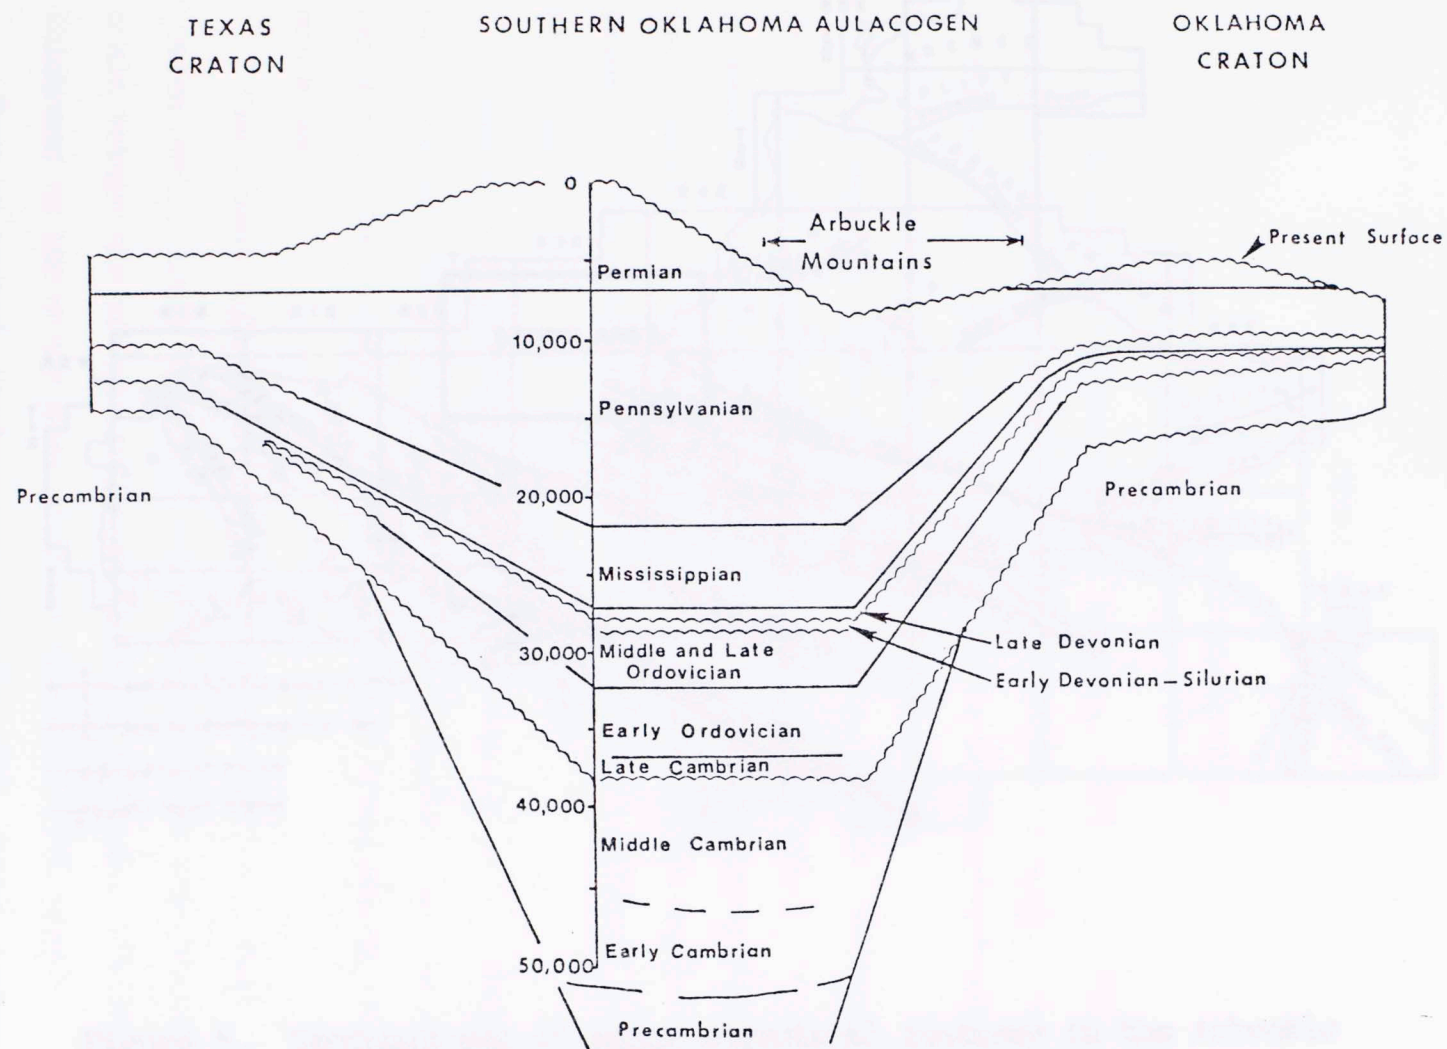 TEXAS
CRATON
SOUTHERN OKLAHOMA AULACOGEN
OKLAHOMA
CRATON
0
Arbuckle
Mountains
Present Surface
Permian
10,000
Pennsylvanian
Precambrian
20,000
Precambrian
Mississippian
Late Devonian
30,000
Middle and Late
Ordovician
Early Devonian—Silurian
Early Ordovician
Late Cambrian
40,000
Middle Cambrian
Early Cambrian
50,000
Precambrian